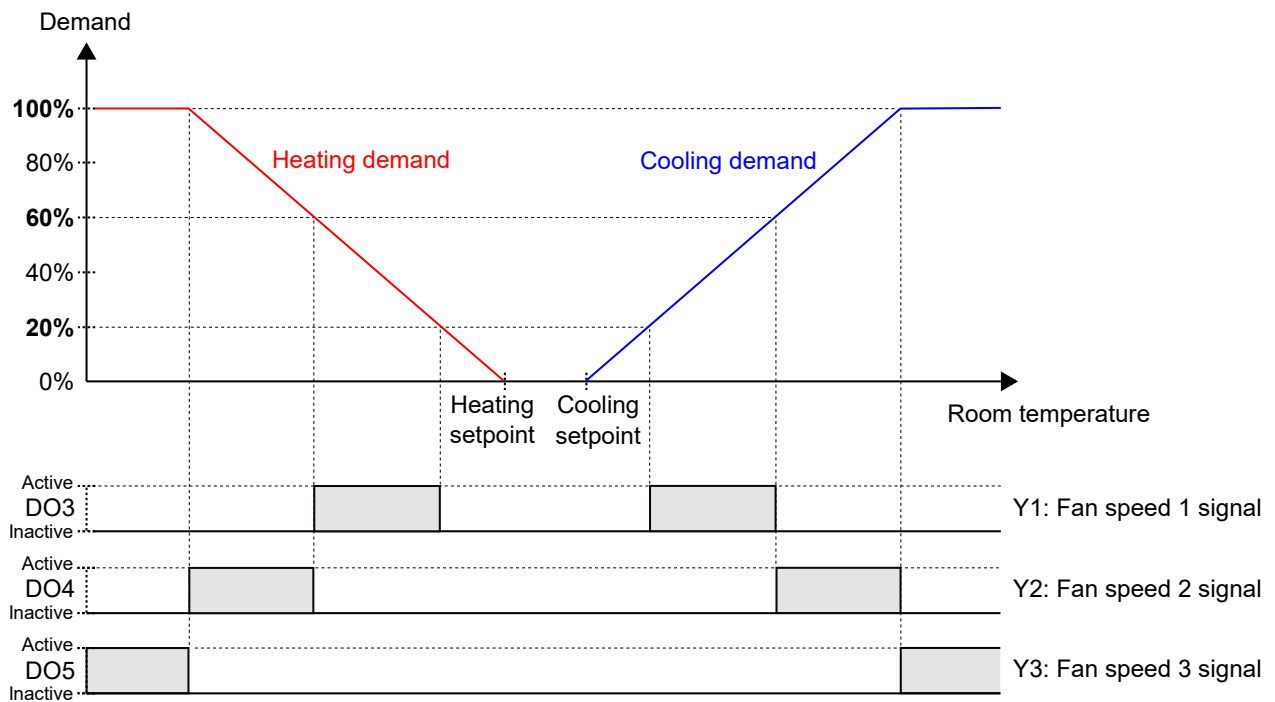 Demand
100%
80%
60%
40%
20%
0%
Heating demand
Cooling demand
Heating
setpoint
Cooling
setpoint
Room temperature
Active
DO3
Inactive
Y1: Fan speed 1 signal
Active
DO4
Inactive
Y2: Fan speed 2 signal
Active
DO5
Inactive
Y3: Fan speed 3 signal